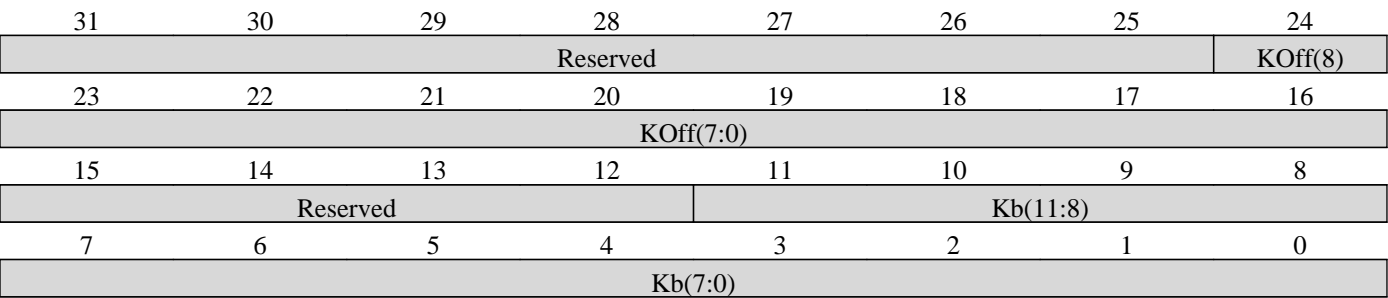 31 30 29 28 27 26 25 24
Reserved KOff(8)
23 22 21 20 19 18 17 16
KOff(7:0)
15 14 13 12 11 10 9 8
Reserved Kb(11:8)
7 6 5 4 3 2 1 0
Kb(7:0)